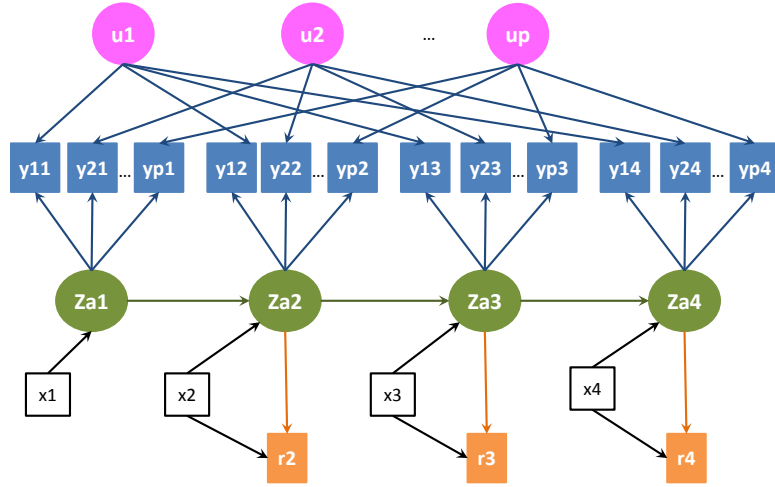 u1 u2 ... up
y11 y21 ... yp1 y12 y22 ... yp2 y13 y23 ... yp3 y14 y24 ... yp4
Za1 Za2 Za3 Za4
x1 x2 x3 x4
r2 r3 r4